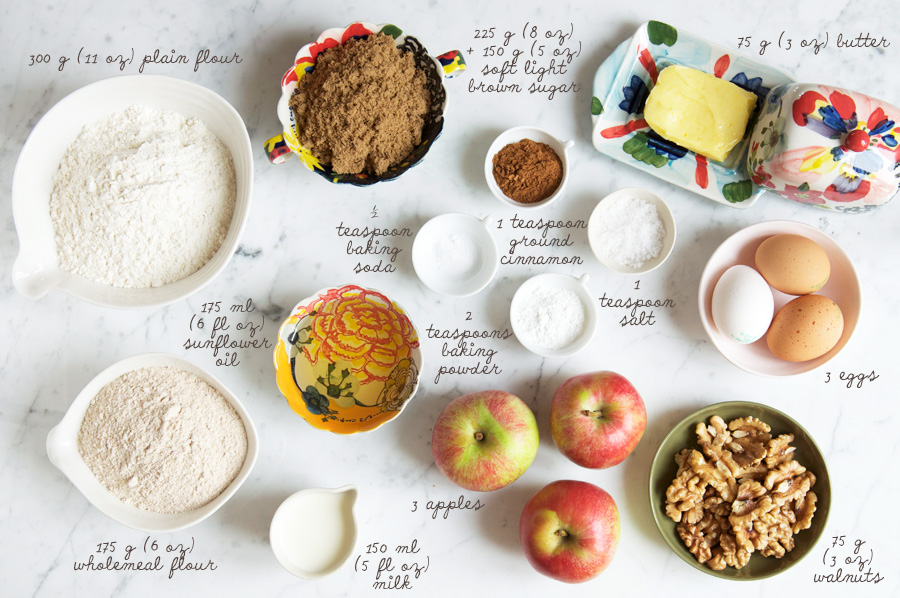 300 g (11 oz) plain flour
225 g (8 oz)
+ 150 g (5 oz)
soft light
brown sugar
75 g (3 oz) butter
½
teaspoon
baking
soda
1 teaspoon
ground
cinnamon
1
teaspoon
salt
175 ml
(6 fl oz)
sunflower
oil
2
teaspoons
baking
powder
3 eggs
3 apples
175 g (6 oz)
wholemeal flour
150 ml
(5 fl oz)
milk
75 g
(3 oz)
walnuts